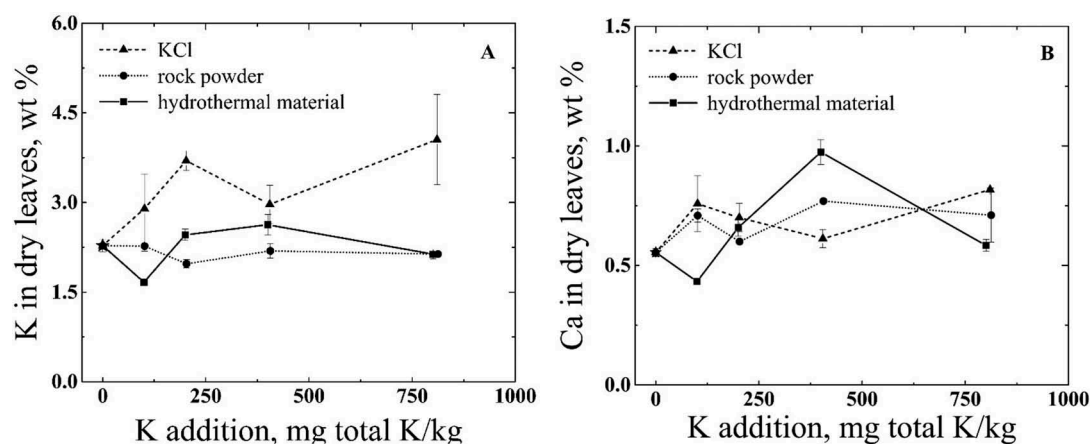 A
KCl
rock powder
hydrothermal material
K in dry leaves, wt %
6.0
4.5
3.0
1.5
0.0
0 250 500 750 1000
K addition, mg total K/kg
B
KCl
rock powder
hydrothermal material
Ca in dry leaves, wt %
1.5
1.0
0.5
0.0
0 250 500 750 1000
K addition, mg total K/kg